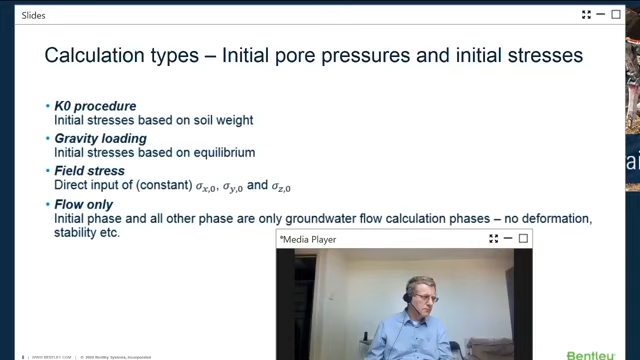 Slides
Calculation types – Initial pore pressures and initial stresses
• K0 procedure
Initial stresses based on soil weight
• Gravity loading
Initial stresses based on equilibrium
• Field stress
Direct input of (constant) σx,0, σy,0 and σz,0
• Flow only
Initial phase and all other phase are only groundwater flow calculation phases – no deformation,
stability etc.
*Media Player
WWW.BENTLEY.COM
Bentley